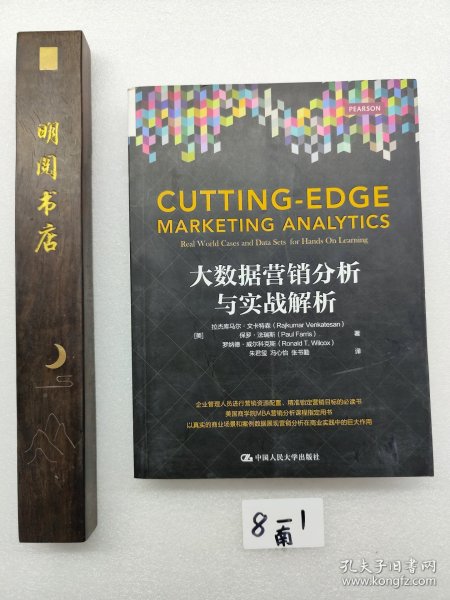 明阅书店
PEARSON
CUTTING-EDGE
MARKETING ANALYTICS
Real World Cases and Data Sets for Hands On Learning
大数据营销分析
与实战解析
[美]
拉杰库马尔·文卡特森（Rajkumar Venkatesan）
保罗·法瑞斯（Paul Farris）
罗纳德·威尔科克斯（Ronald T. Wilcox）
著
朱君玺 冯心怡 张书勤 译
企业管理人员进行营销资源配置、精准锁定营销目标的必读书
美国商学院MBA营销分析课程指定用书
以真实的商业场景和案例数据展现营销分析在商业实践中的巨大作用
中国人民大学出版社
8南一1
孔夫子旧书网
www.kongfz.com